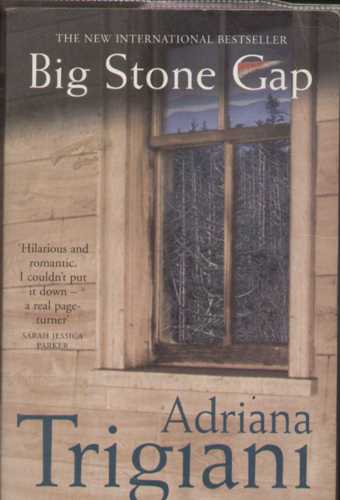 THE NEW INTERNATIONAL BESTSELLER
Big Stone Gap
'Hilarious and
romantic.
I couldn't put
it down –
a real page-
turner'
SARAH JESSICA
PARKER
Adriana
Trigiani